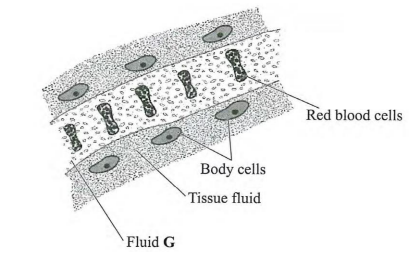 Red blood cells
Body cells
Tissue fluid
Fluid G